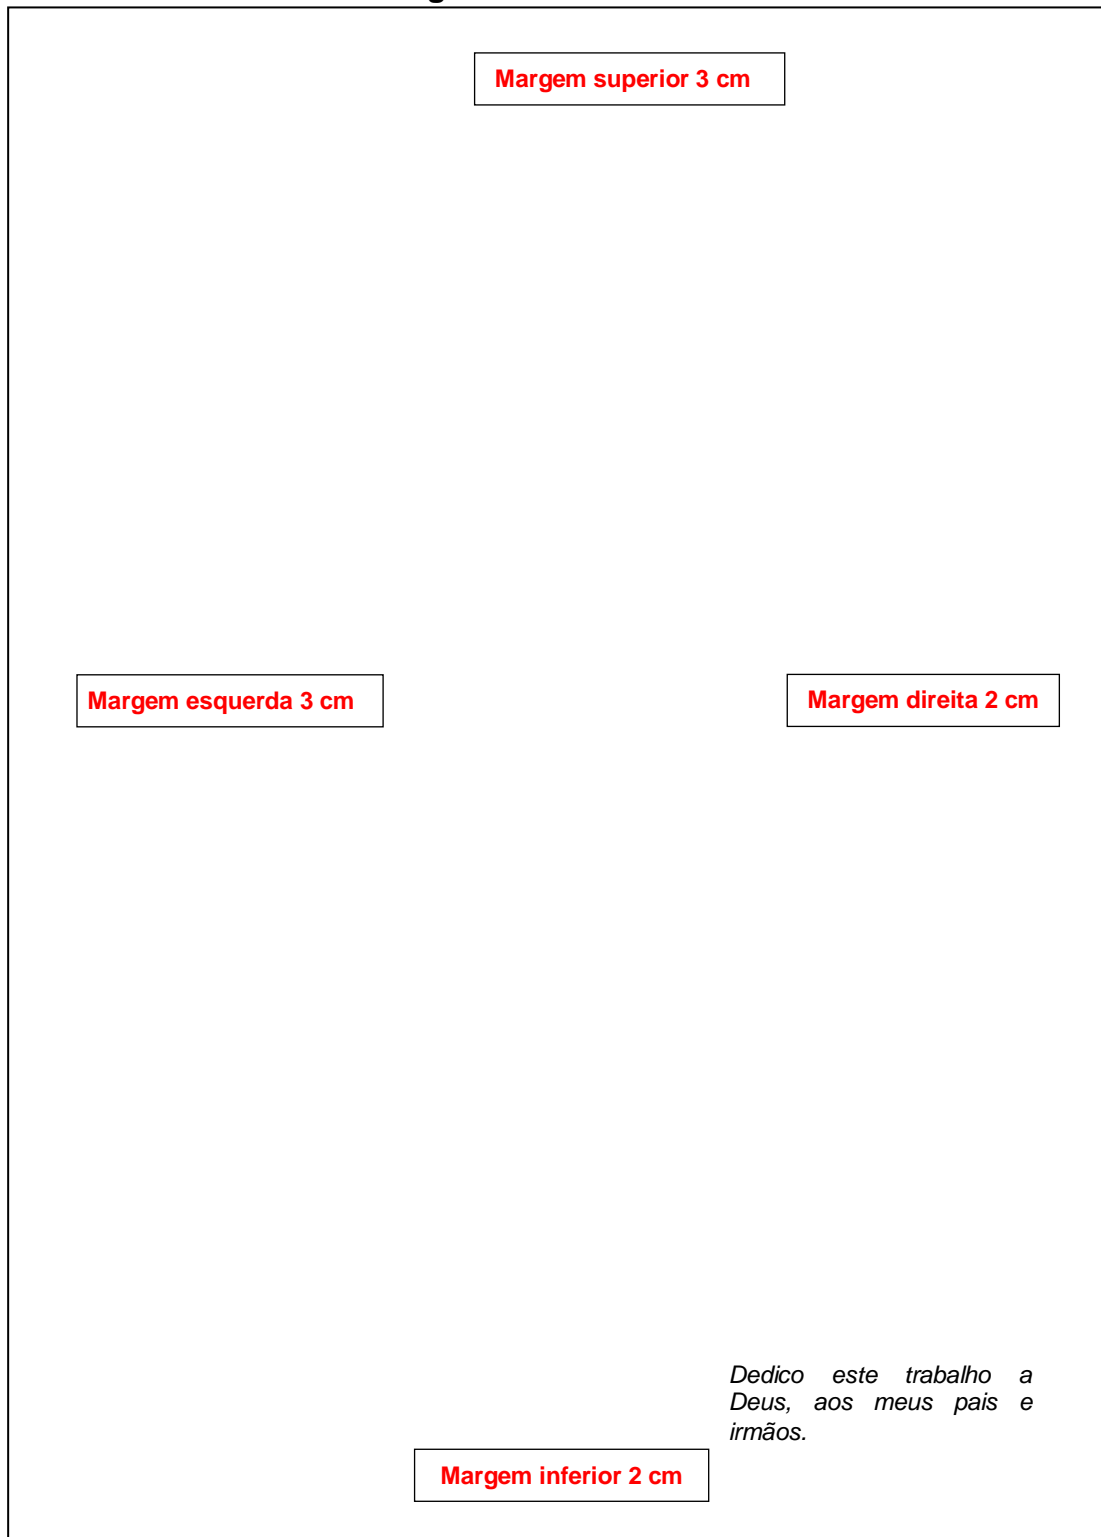 Margem superior 3 cm
Margem esquerda 3 cm
Margem direita 2 cm
Dedico este trabalho a
Deus, aos meus pais e
irmãos.
Margem inferior 2 cm